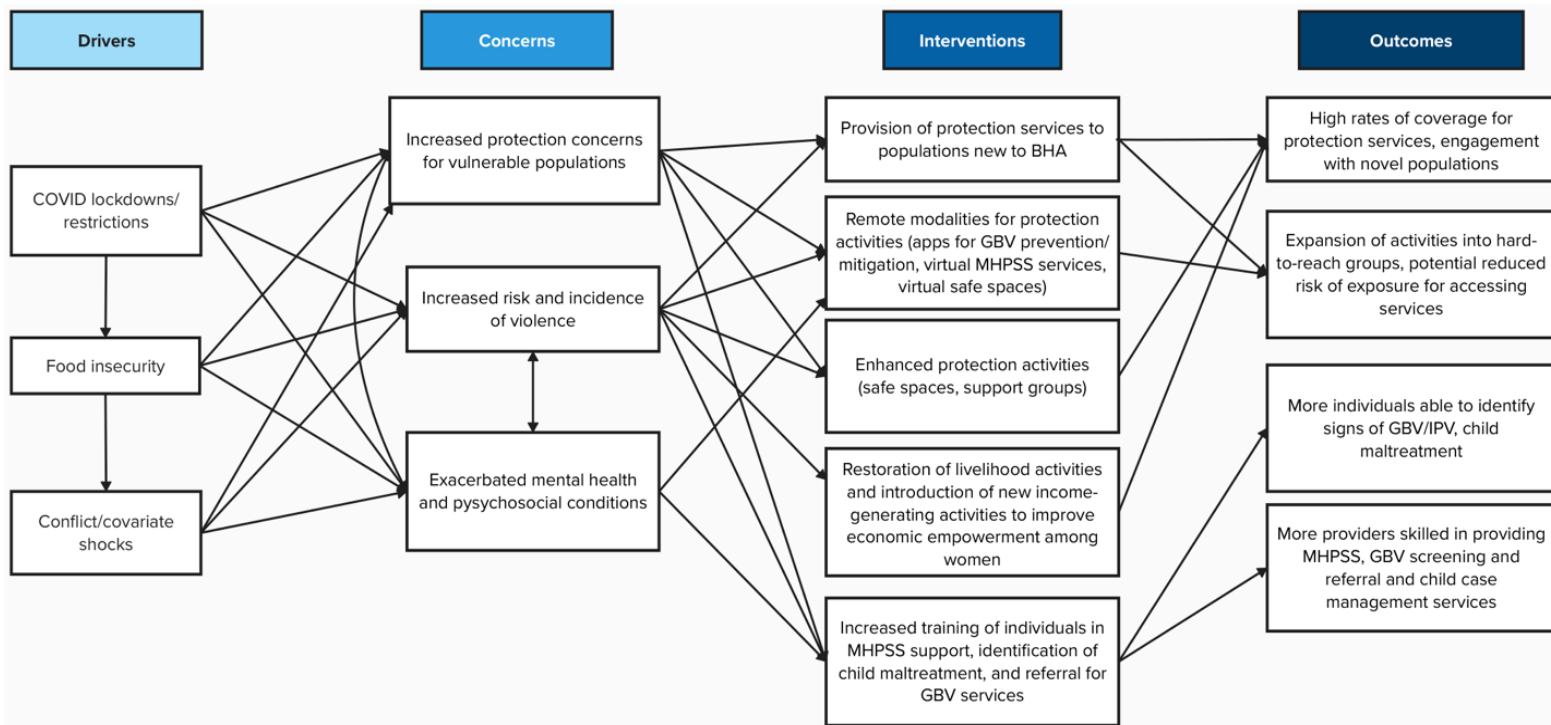 Drivers
Concerns
Interventions
Outcomes
COVID lockdowns/
restrictions
Food insecurity
Conflict/covariate
shocks
Increased protection concerns
for vulnerable populations
Increased risk and incidence
of violence
Exacerbated mental health
and pysychosocial conditions
Provision of protection services to
populations new to BHA
Remote modalities for protection
activities (apps for GBV prevention/
mitigation, virtual MHPSS services,
virtual safe spaces)
Enhanced protection activities
(safe spaces, support groups)
Restoration of livelihood activities
and introduction of new income-
generating activities to improve
economic empowerment among
women
Increased training of individuals in
MHPSS support, identification of
child maltreatment, and referral for
GBV services
High rates of coverage for
protection services, engagement
with novel populations
Expansion of activities into hard-
to-reach groups, potential reduced
risk of exposure for accessing
services
More individuals able to identify
signs of GBV/IPV, child
maltreatment
More providers skilled in providing
MHPSS, GBV screening and
referral and child case
management services